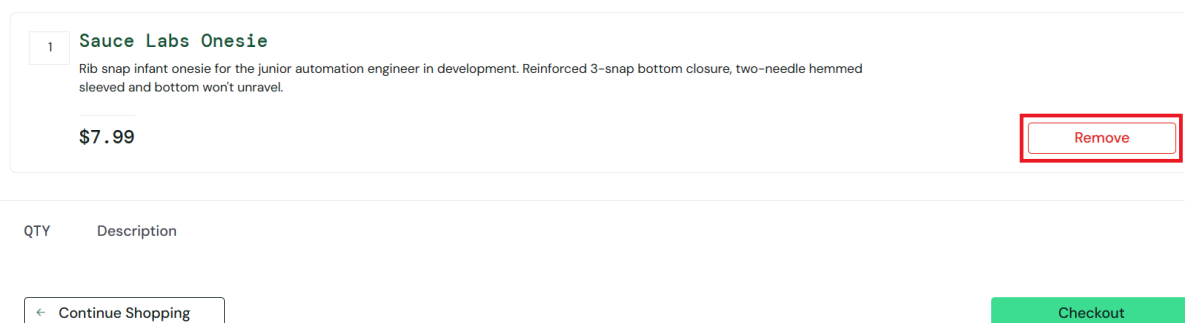 1
Sauce Labs Onesie
Rib snap infant onesie for the junior automation engineer in development. Reinforced 3-snap bottom closure, two-needle hemmed
sleeved and bottom won't unravel.
$7.99
Remove
QTY Description
← Continue Shopping
Checkout